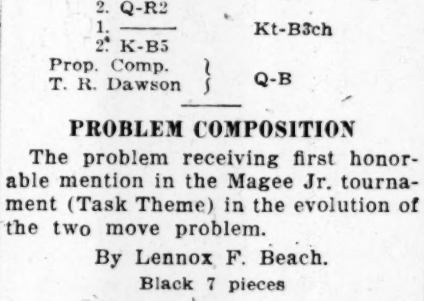 2. Q-R2
1. ——— Kt-B3ch
2. K-B5
Prop. Comp. }
T. R. Dawson } Q-B
PROBLEM COMPOSITION
The problem receiving first honor-
able mention in the Magee Jr. tourna-
ment (Task Theme) in the evolution of
the two move problem.
By Lennox F. Beach.
Black 7 pieces